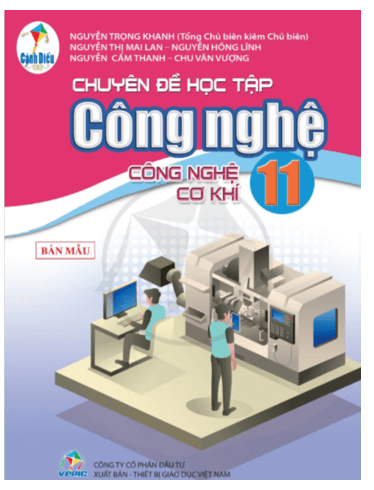 NGUYỄN TRỌNG KHANH (Tổng Chủ biên kiêm Chủ biên)
NGUYỄN THỊ MAI LAN – NGUYỄN HỒNG LĨNH
NGUYỄN CẨM THANH – CHU VĂN VƯỢNG
Cánh Diều
CHUYÊN ĐỀ HỌC TẬP
Công nghệ
CÔNG NGHỆ
CƠ KHÍ
11
BẢN MẪU
VEPIC
CÔNG TY CỔ PHẦN ĐẦU TƯ
XUẤT BẢN - THIẾT BỊ GIÁO DỤC VIỆT NAM